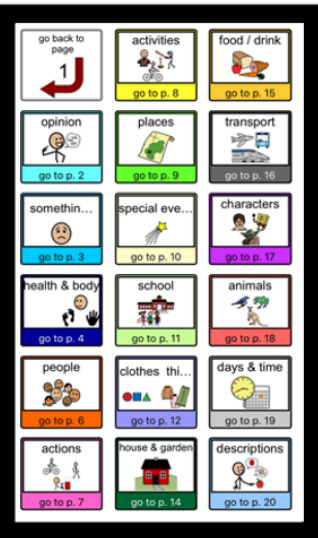 go back to
page
1
activities
go to p. 8
food / drink
go to p. 15
opinion
go to p. 2
places
go to p. 9
transport
go to p. 16
somethin...
go to p. 3
special eve...
go to p. 10
characters
go to p. 17
health & body
go to p. 4
school
go to p. 11
animals
go to p. 18
people
go to p. 6
clothes thi...
go to p. 12
days & time
go to p. 19
actions
go to p. 7
house & garden
go to p. 14
descriptions
go to p. 20